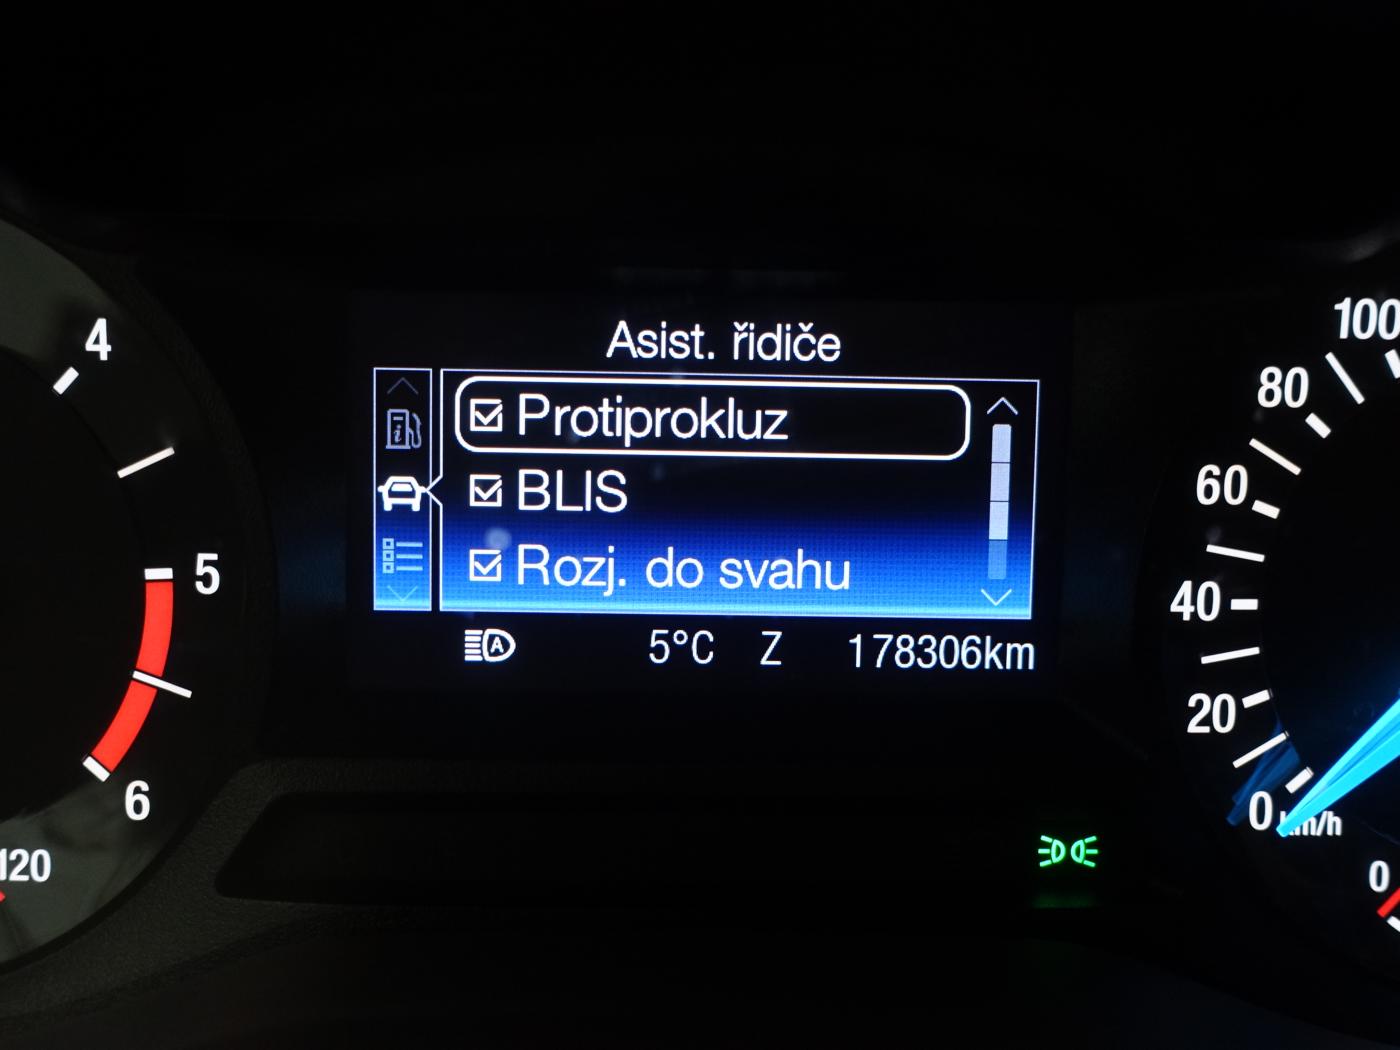 Asist. řidiče
Protiprokluz
BLIS
Rozj. do svahu
A
5°C Z 178306km
4
5
6
120
100
80
60
40
20
0
km/h
0